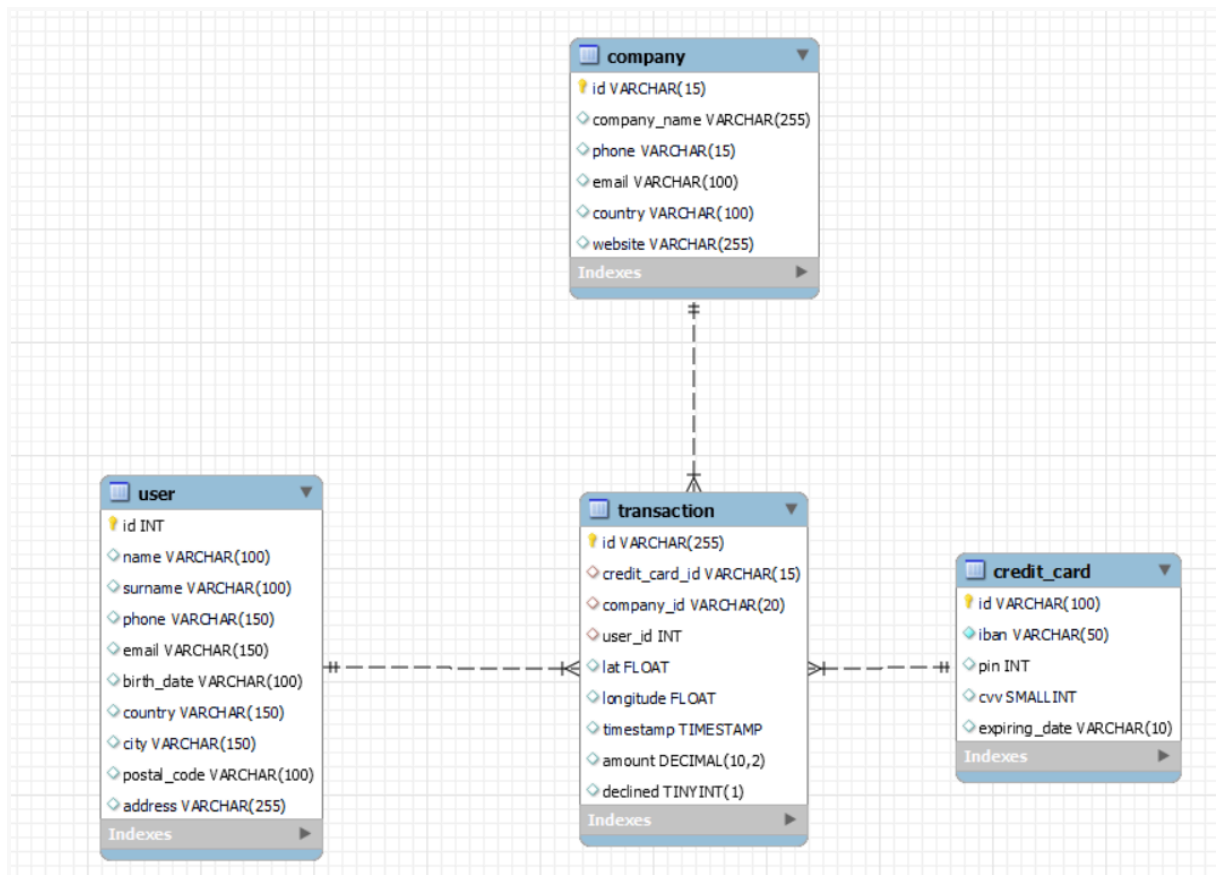 company
id VARCHAR(15)
company_name VARCHAR(255)
phone VARCHAR(15)
email VARCHAR(100)
country VARCHAR(100)
website VARCHAR(255)
Indexes
user
id INT
name VARCHAR(100)
surname VARCHAR(100)
phone VARCHAR(150)
email VARCHAR(150)
birth_date VARCHAR(100)
country VARCHAR(150)
city VARCHAR(150)
postal_code VARCHAR(100)
address VARCHAR(255)
Indexes
transaction
id VARCHAR(255)
credit_card_id VARCHAR(15)
company_id VARCHAR(20)
user_id INT
lat FLOAT
longitude FLOAT
timestamp TIMESTAMP
amount DECIMAL(10,2)
declined TINYINT(1)
Indexes
credit_card
id VARCHAR(100)
iban VARCHAR(50)
pin INT
cvv SMALLINT
expiring_date VARCHAR(10)
Indexes